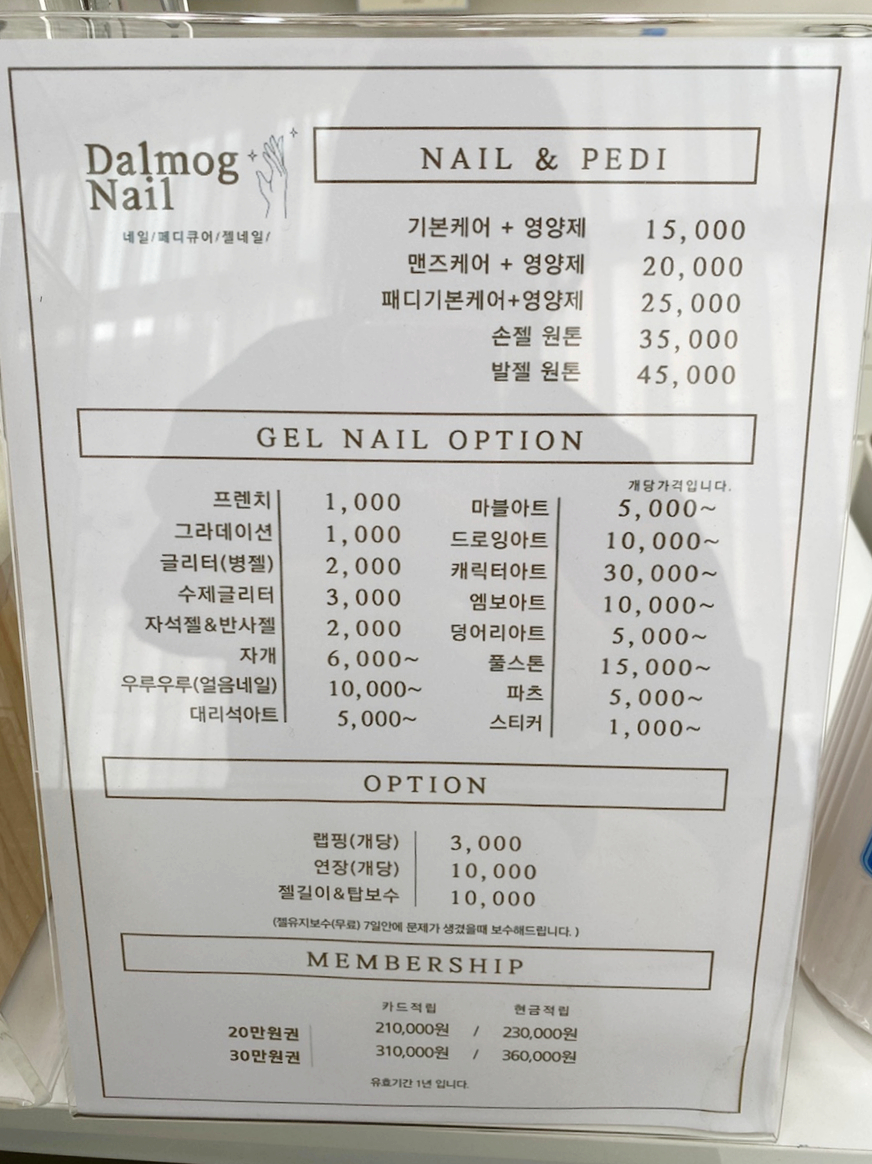 Dalmog
Nail
네일/페디큐어/젤네일/
NAIL & PEDI
기본케어 + 영양제 15,000
맨즈케어 + 영양제 20,000
패디기본케어+영양제 25,000
손젤 원톤 35,000
발젤 원톤 45,000
GEL NAIL OPTION
개당가격입니다.
프렌치 1,000
그라데이션 1,000
글리터(병젤) 2,000
수제글리터 3,000
자석젤&반사젤 2,000
자개 6,000~
우루우루(얼음네일) 10,000~
대리석아트 5,000~
마블아트 5,000~
드로잉아트 10,000~
캐릭터아트 30,000~
엠보아트 10,000~
덩어리아트 5,000~
풀스톤 15,000~
파츠 5,000~
스티커 1,000~
OPTION
랩핑(개당) 3,000
연장(개당) 10,000
젤길이&탑보수 10,000
(젤유지보수(무료) 7일안에 문제가 생겼을때 보수해드립니다. )
MEMBERSHIP
카드적립 현금적립
20만원권 210,000원 / 230,000원
30만원권 310,000원 / 360,000원
유효기간 1년 입니다.